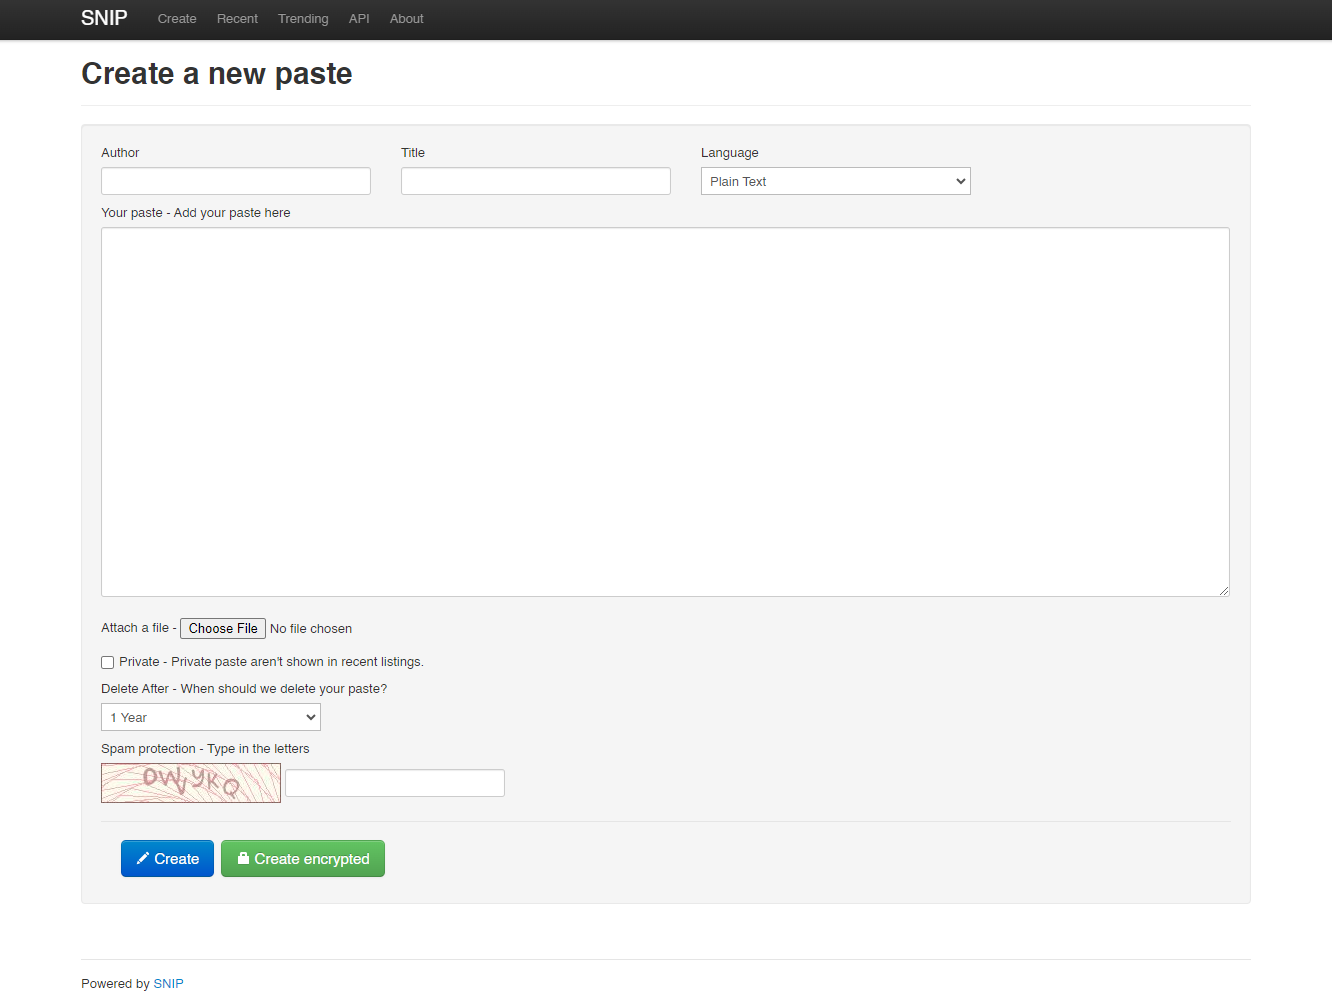 SNIP Create Recent Trending API About
Create a new paste
Author Title Language
Plain Text
Your paste - Add your paste here
Attach a file - Choose File No file chosen
Private - Private paste aren't shown in recent listings.
Delete After - When should we delete your paste?
1 Year
Spam protection - Type in the letters
Create Create encrypted
Powered by SNIP